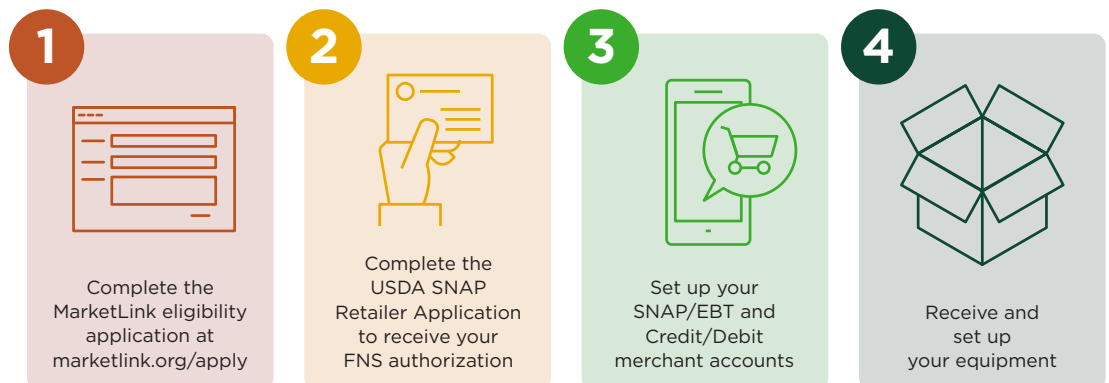 1
Complete the
MarketLink eligibility
application at
marketlink.org/apply
2
Complete the
USDA SNAP
Retailer Application
to receive your
FNS authorization
3
Set up your
SNAP/EBT and
Credit/Debit
merchant accounts
4
Receive and
set up
your equipment